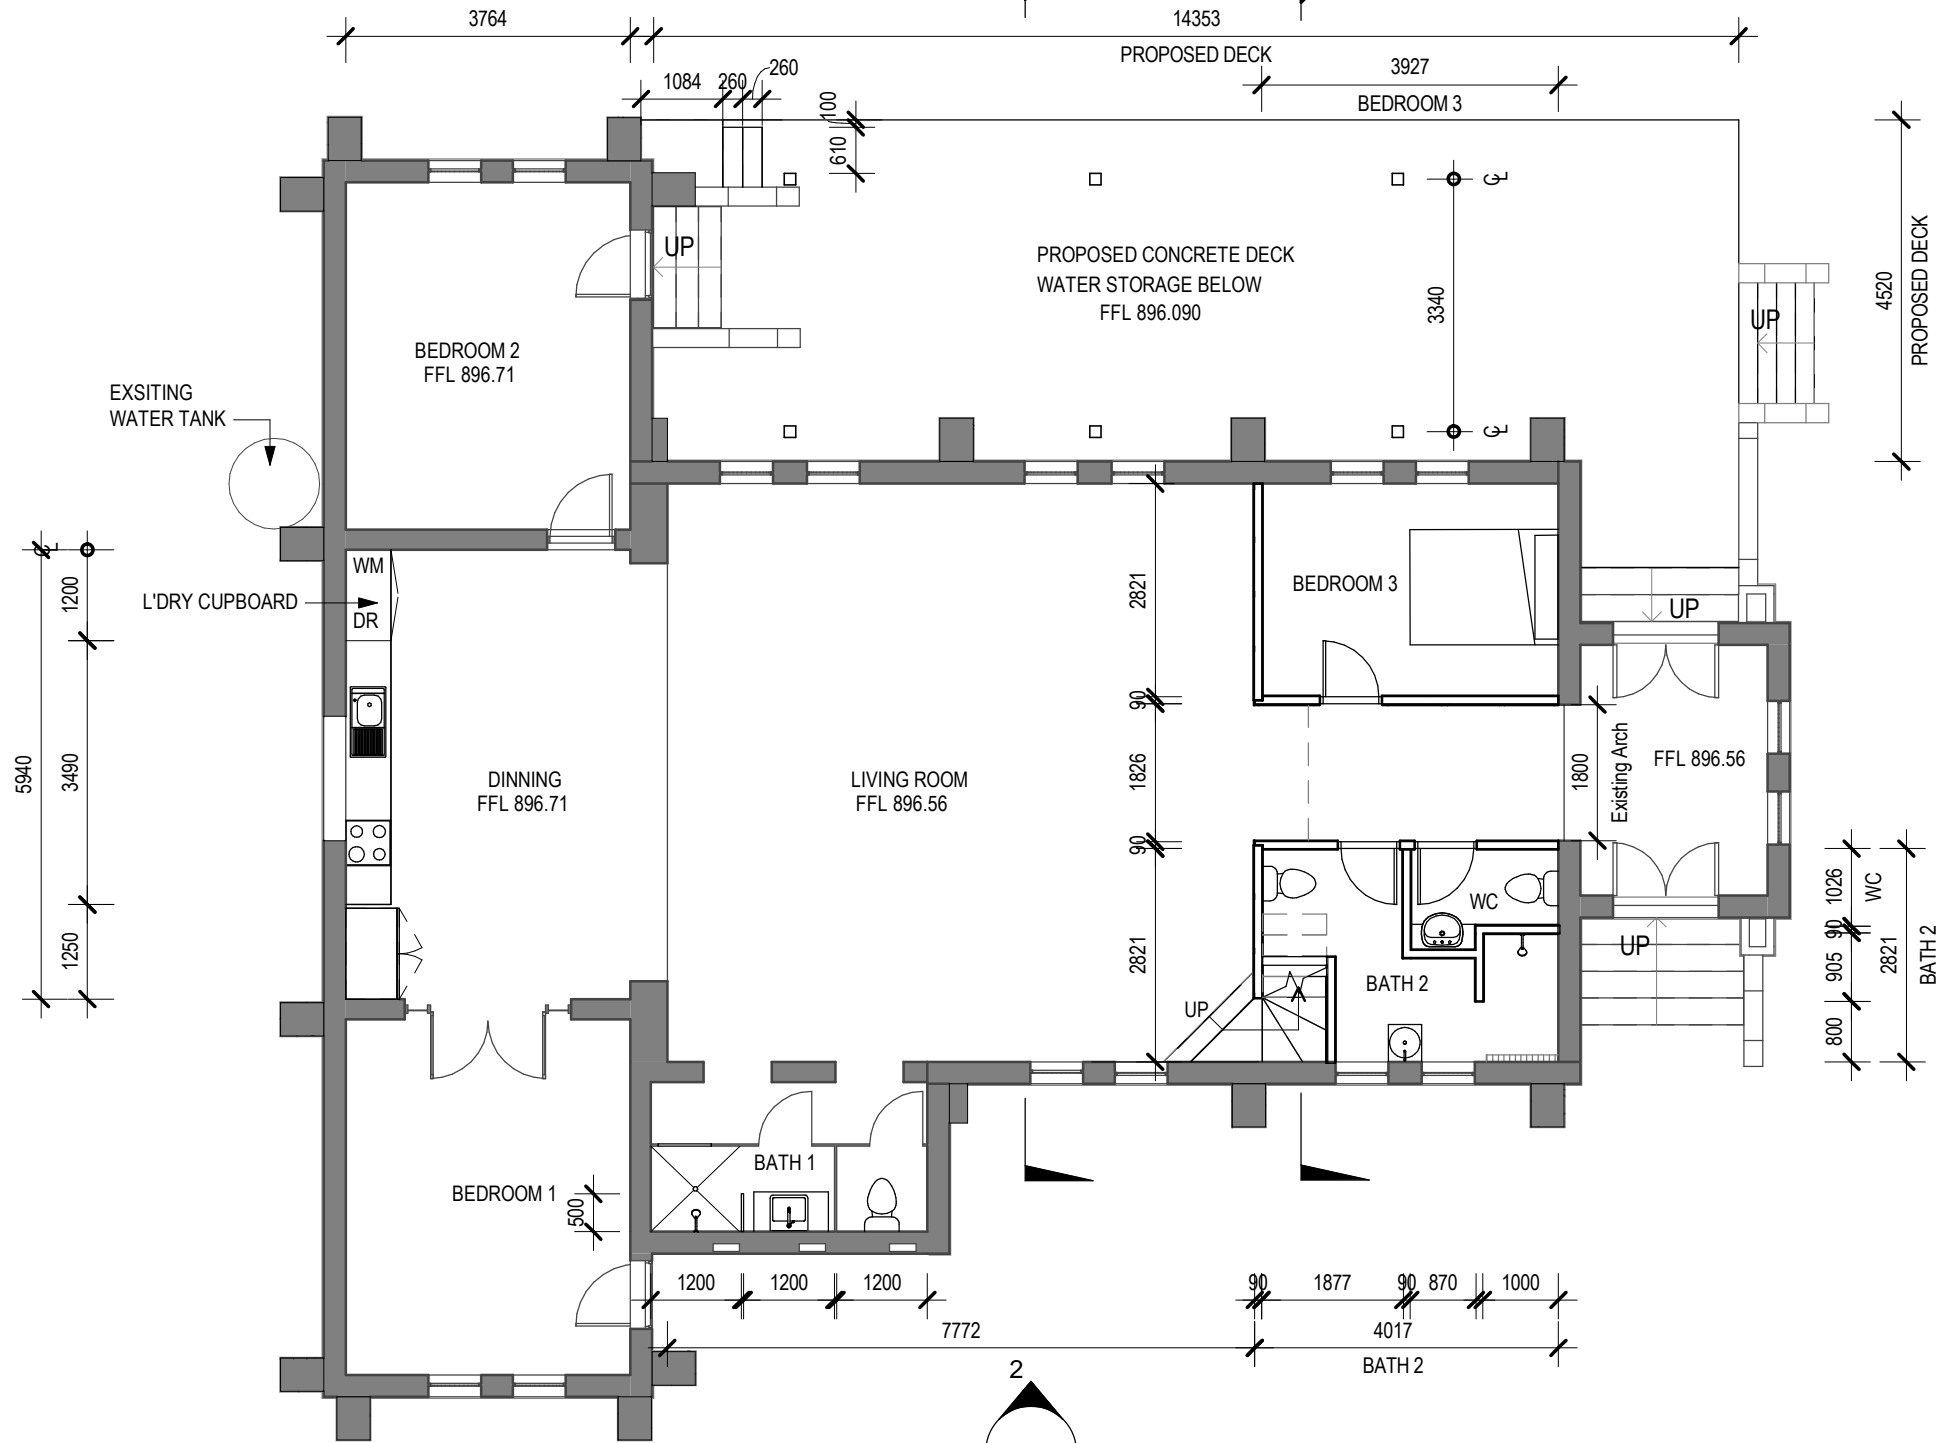 3764
14353
PROPOSED DECK
3927
BEDROOM 3
1084
260
260
100
610
UP
PROPOSED CONCRETE DECK
WATER STORAGE BELOW
FFL 896.090
3340
CL
CL
4520
PROPOSED DECK
UP
BEDROOM 2
FFL 896.71
EXSITING
WATER TANK
CL
WM
L'DRY CUPBOARD
DR
1200
3490
5940
1250
DINNING
FFL 896.71
LIVING ROOM
FFL 896.56
2821
90
1826
90
2821
BEDROOM 3
UP
1800
Existing Arch
FFL 896.56
WC
BATH 2
UP
UP
1026
WC
90
905
2821
800
BATH 2
BEDROOM 1
500
BATH 1
1200
1200
1200
90
1877
90
870
1000
7772
4017
BATH 2
2